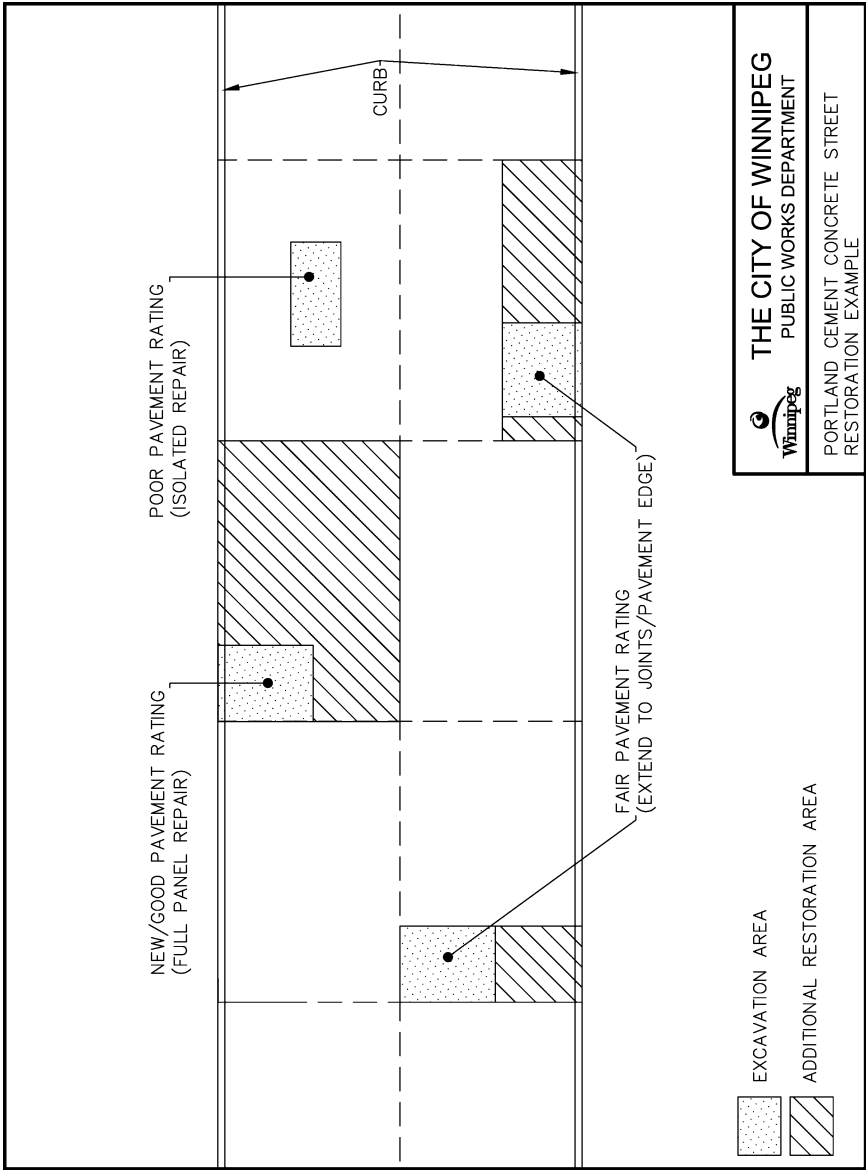 CURB
POOR PAVEMENT RATING
(ISOLATED REPAIR)
NEW/GOOD PAVEMENT RATING
(FULL PANEL REPAIR)
FAIR PAVEMENT RATING
(EXTEND TO JOINTS/PAVEMENT EDGE)
EXCAVATION AREA
ADDITIONAL RESTORATION AREA
Winnipeg
THE CITY OF WINNIPEG
PUBLIC WORKS DEPARTMENT
PORTLAND CEMENT CONCRETE STREET
RESTORATION EXAMPLE